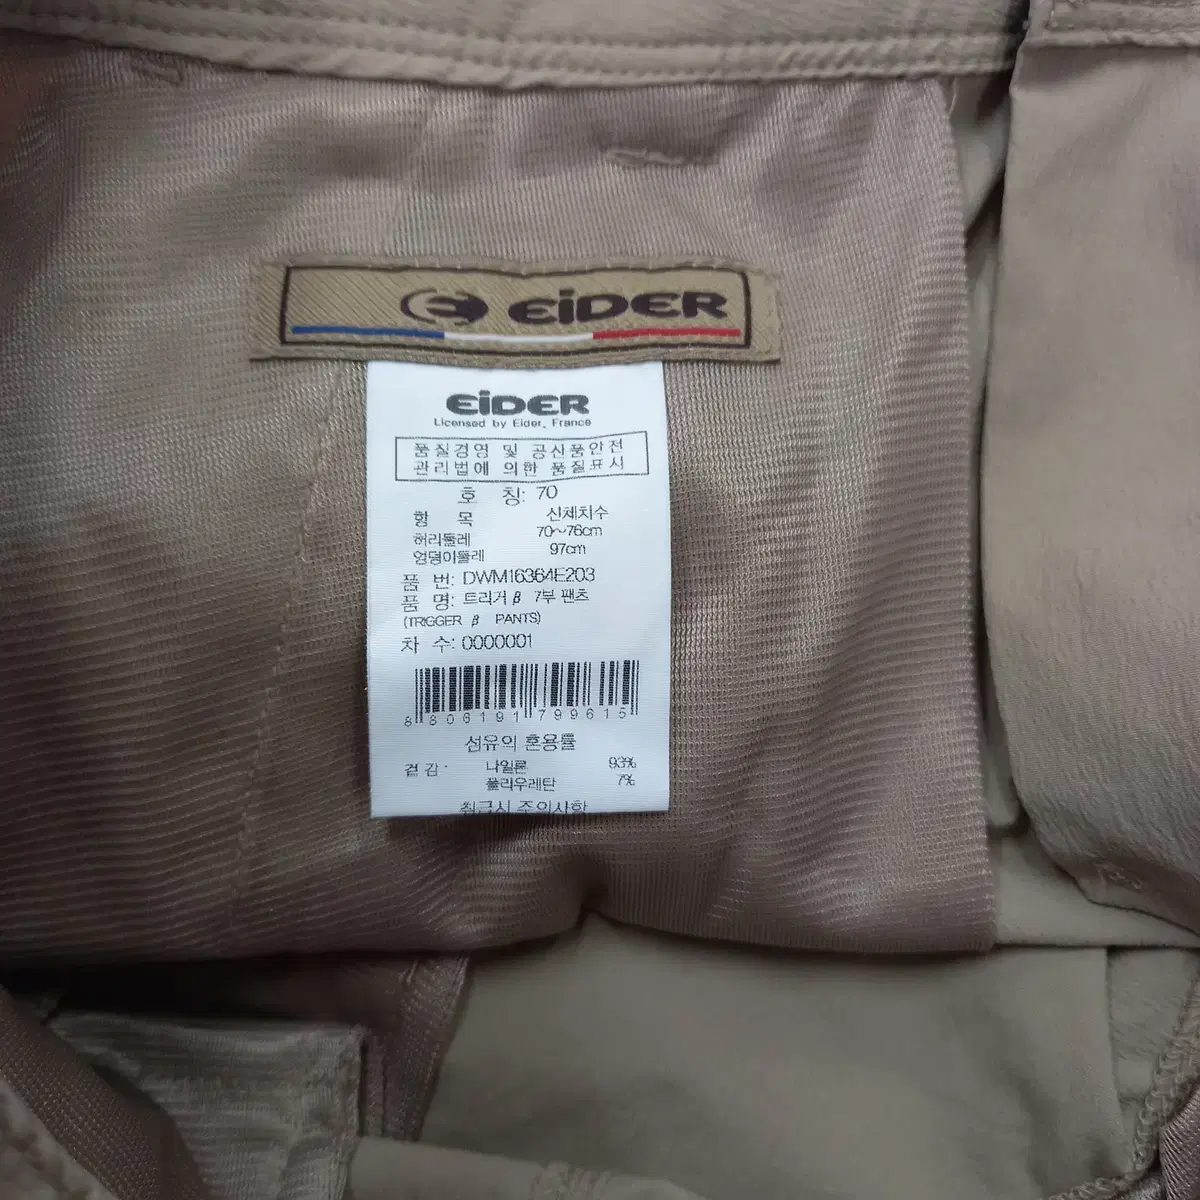 EiDER
EiDER
Licensed by Eider, France
품질경영 및 공산품안전
관리법에 의한 품질표시
호 칭: 70
항 목 신체치수
허리둘레 70~76cm
엉덩이둘레 97cm
품 번: DWM16364E203
품 명: 트리거 β 7부 팬츠
(TRIGGER β PANTS)
차 수: 0000001
8 806191 799615
섬유의 혼용률
겉감: 나일론 93%
폴리우레탄 7%
취급시 주의사항